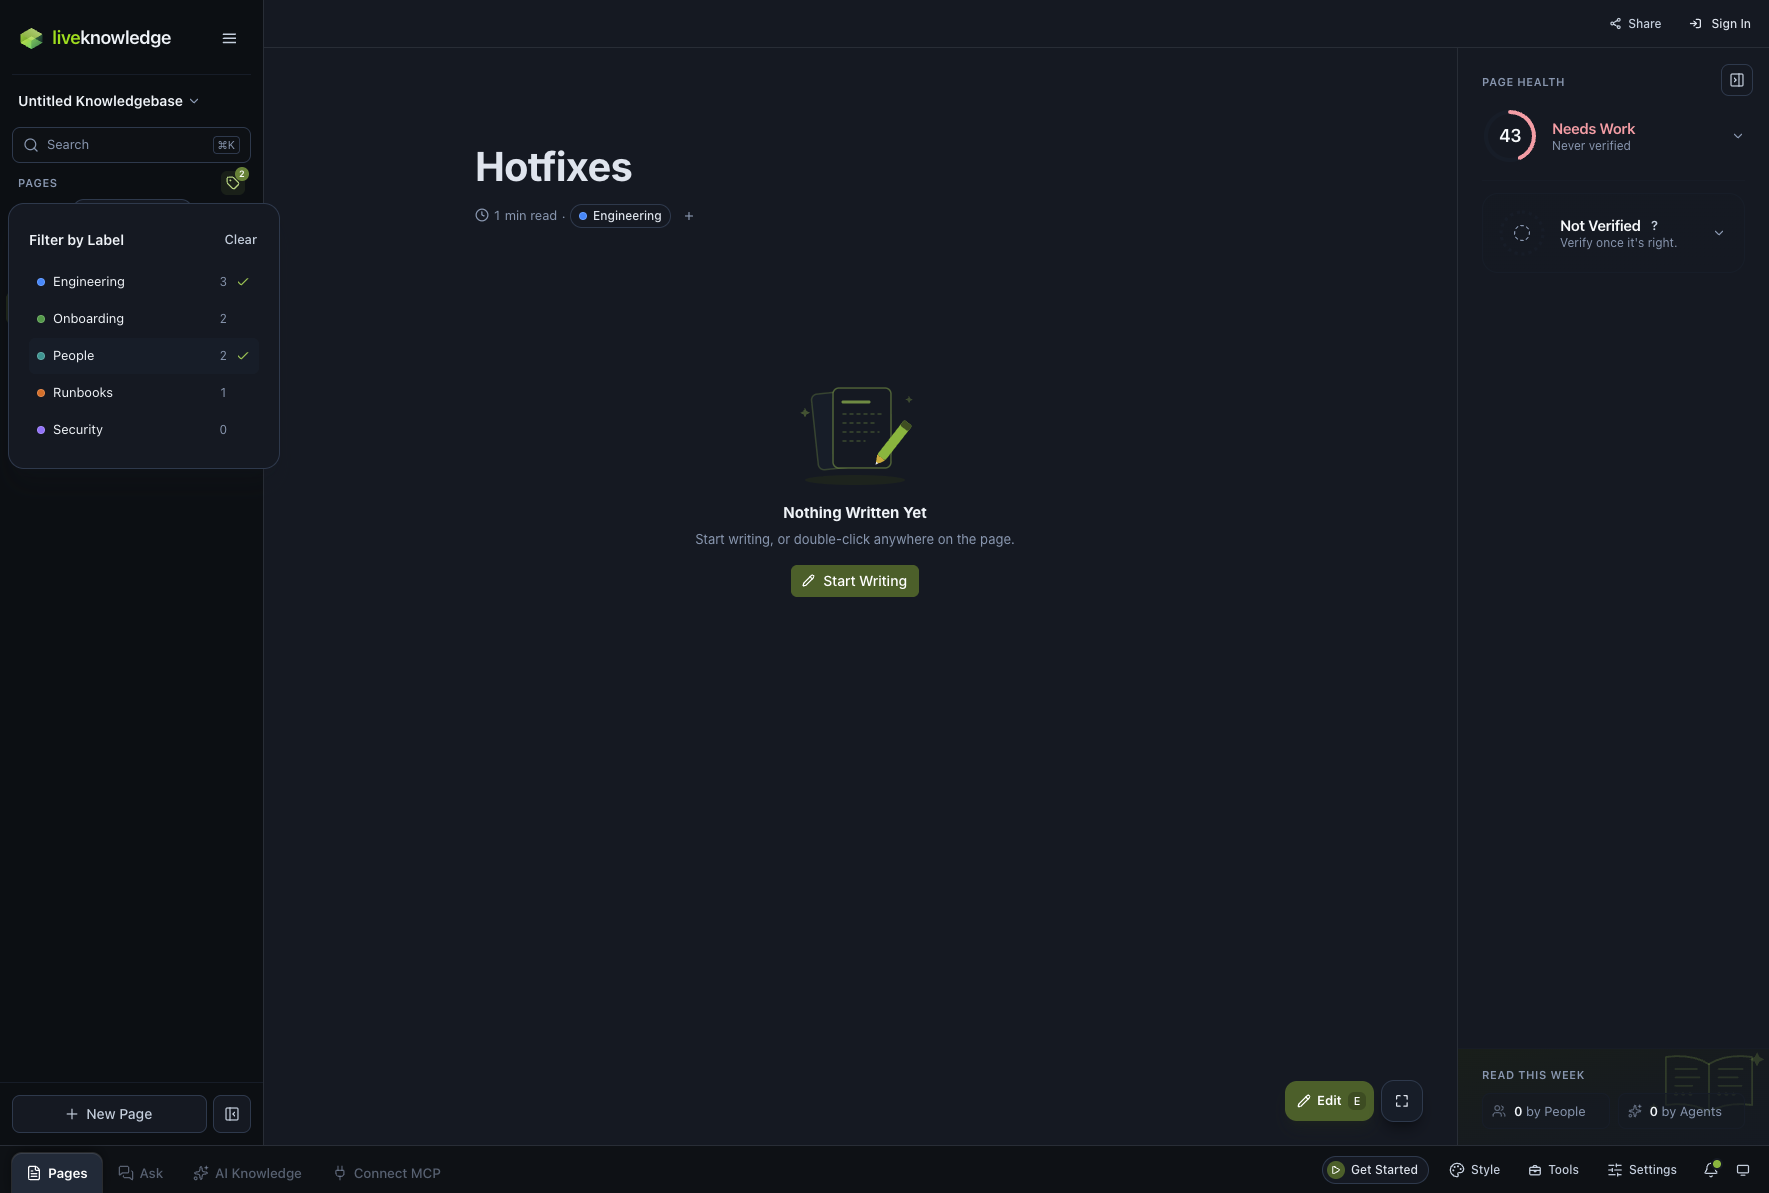 Share
Sign In
liveknowledge
Untitled Knowledgebase
Search ⌘K
PAGES
2
Filter by Label
Clear
Engineering 3
Onboarding 2
People 2
Runbooks 1
Security 0
Hotfixes
1 min read · Engineering +
Nothing Written Yet
Start writing, or double-click anywhere on the page.
Start Writing
PAGE HEALTH
43
Needs Work
Never verified
Not Verified ?
Verify once it's right.
READ THIS WEEK
0 by People
0 by Agents
Edit E
+ New Page
Pages
Ask
AI Knowledge
Connect MCP
Get Started
Style
Tools
Settings